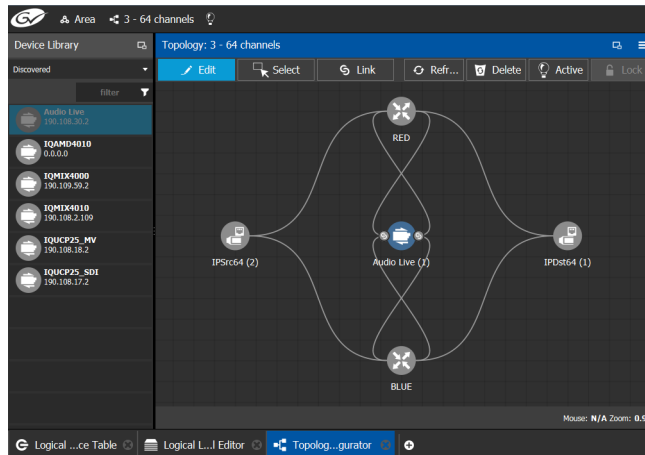 GV Area 3 - 64 channels
Device Library
Topology: 3 - 64 channels
Discovered
Edit Select Link Refr... Delete Active Lock
filter
Audio Live
190.108.30.2
IQAMD4010
0.0.0.0
IQMIX4000
190.109.59.2
IQMIX4010
190.108.2.109
IQUCP25_MV
190.108.18.2
IQUCP25_SDI
190.108.17.2
RED
IPSrc64 (2)
Audio Live (1)
IPDst64 (1)
BLUE
Mouse: N/A Zoom: 0.9
Logical ...ce Table
Logical L...l Editor
Topolog...gurator